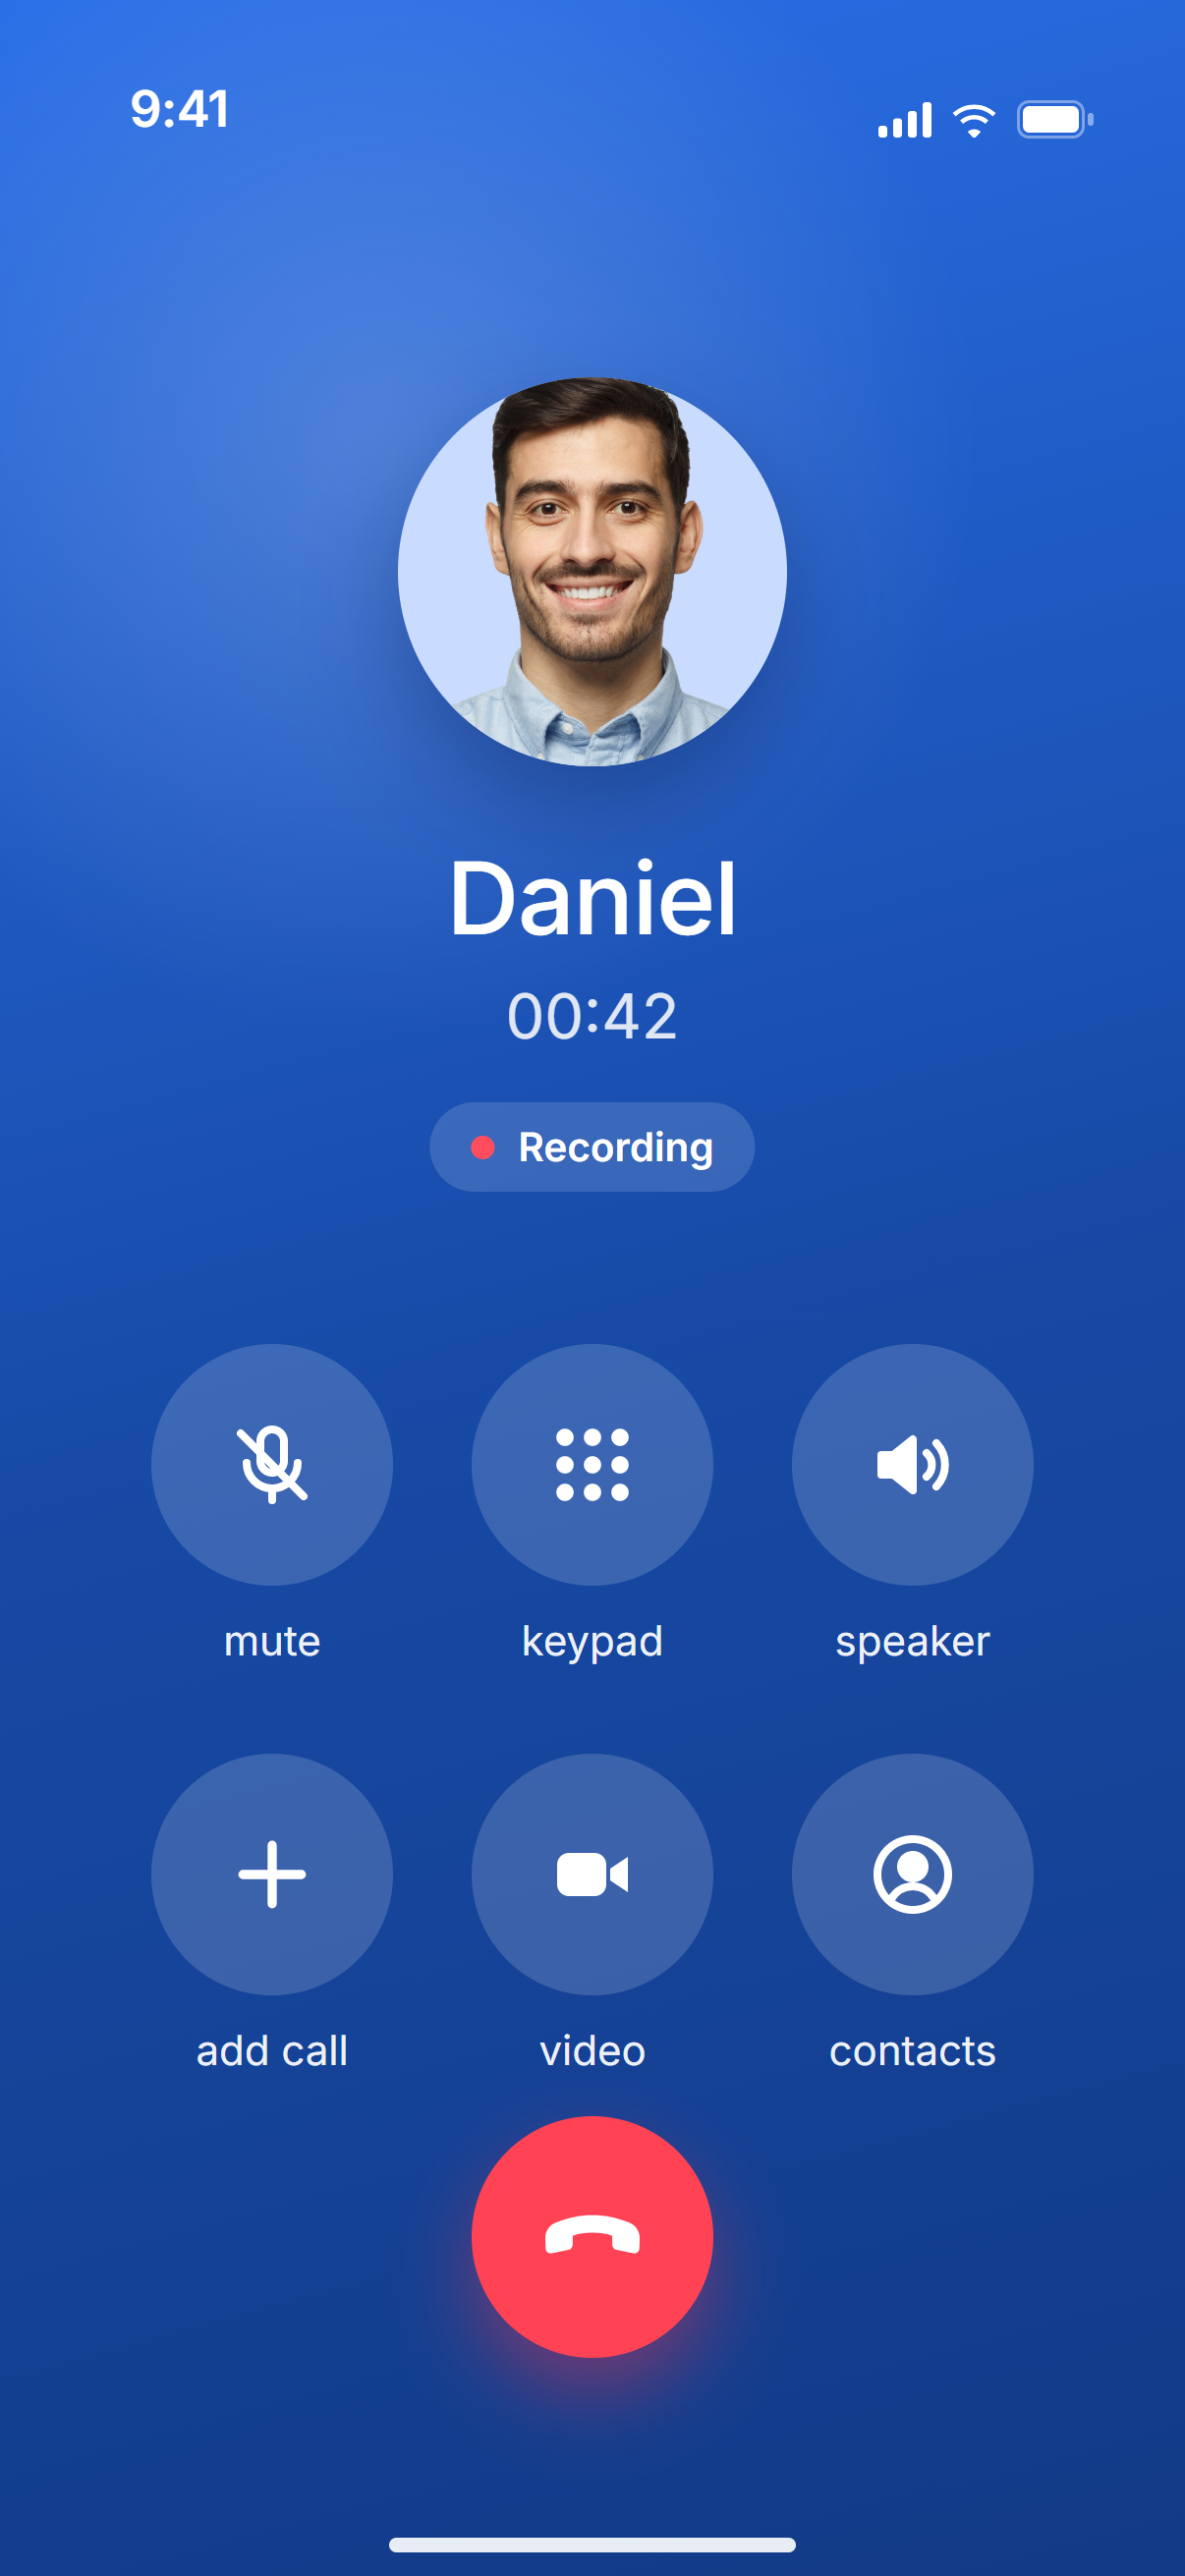 9:41
Daniel
00:42
Recording
mute
keypad
speaker
add call
video
contacts